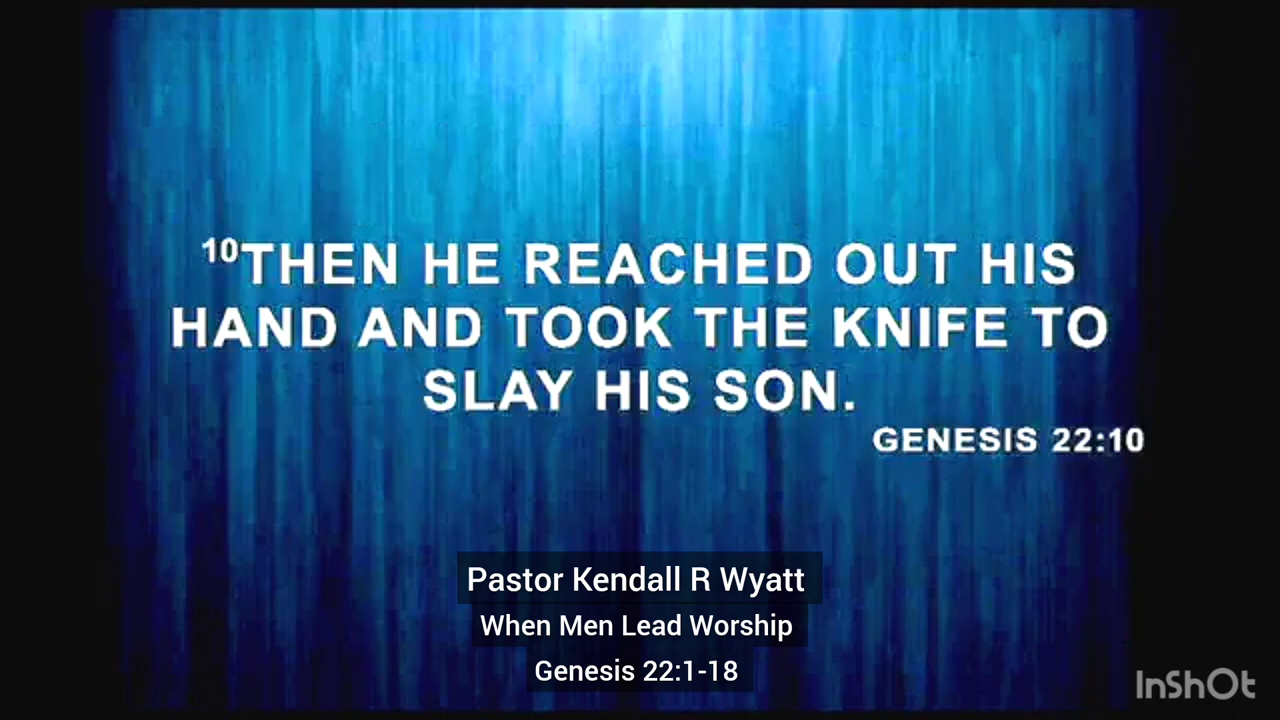 ¹⁰THEN HE REACHED OUT HIS
HAND AND TOOK THE KNIFE TO
SLAY HIS SON.
GENESIS 22:10
Pastor Kendall R Wyatt
When Men Lead Worship
Genesis 22:1-18
InShOt